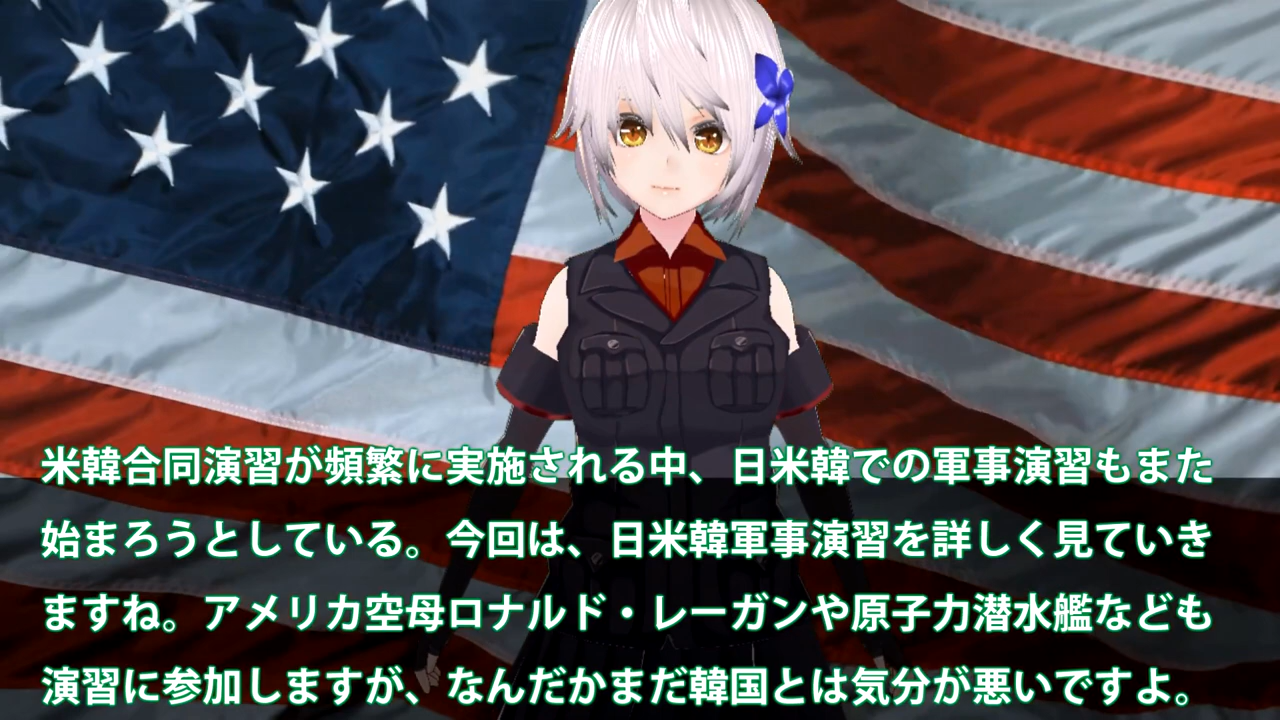 米韓合同演習が頻繁に実施される中、日米韓での軍事演習もまた
始まろうとしている。今回は、日米韓軍事演習を詳しく見ていき
ますね。アメリカ空母ロナルド・レーガンや原子力潜水艦なども
演習に参加しますが、なんだかまだ韓国とは気分が悪いですよ。